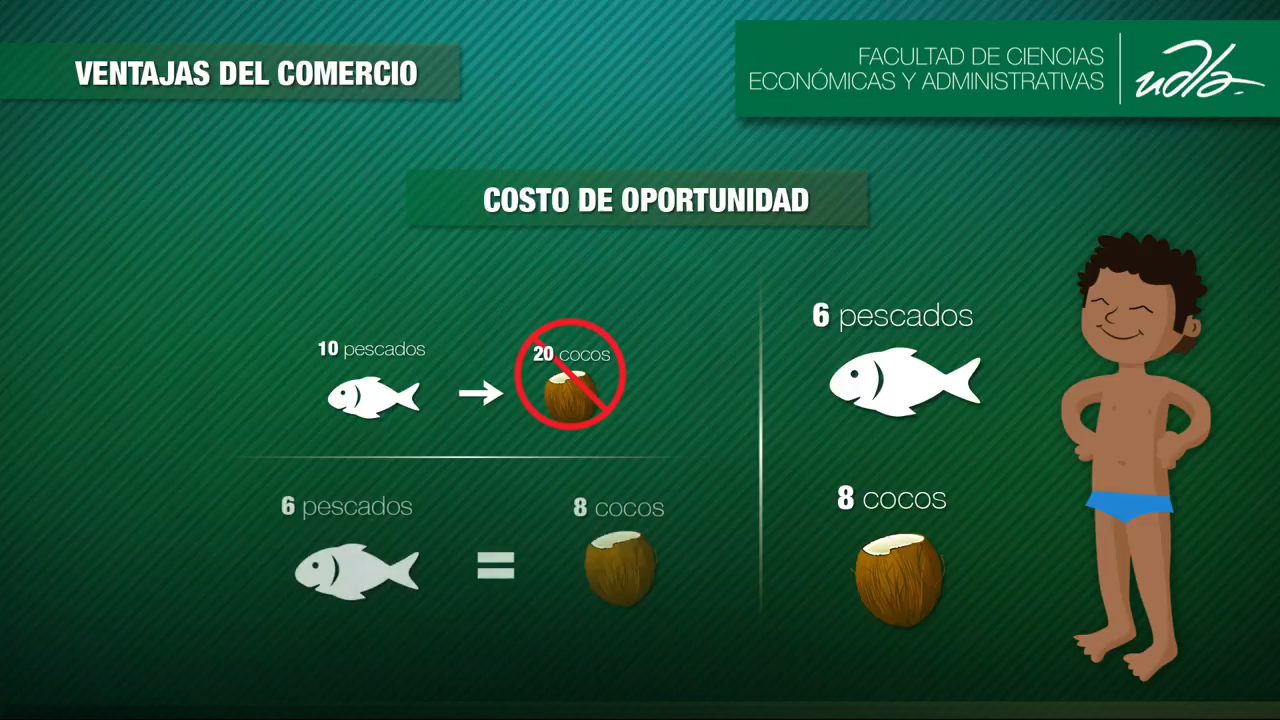 VENTAJAS DEL COMERCIO
FACULTAD DE CIENCIAS
ECONÓMICAS Y ADMINISTRATIVAS
udla-
COSTO DE OPORTUNIDAD
10 pescados
20 cocos
6 pescados
8 cocos
6 pescados
8 cocos